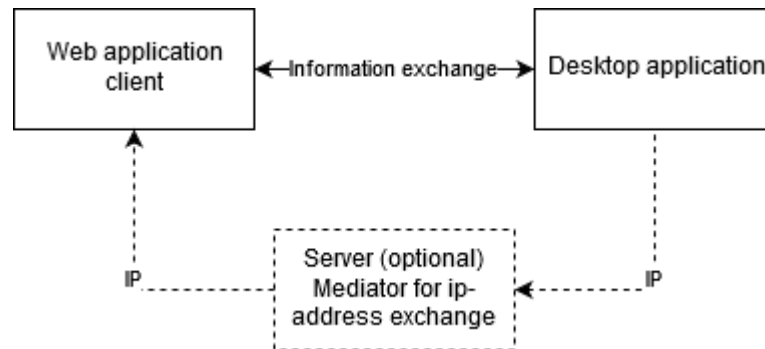 Web application
client
Information exchange
Desktop application
IP
Server (optional)
Mediator for ip-
address exchange
IP